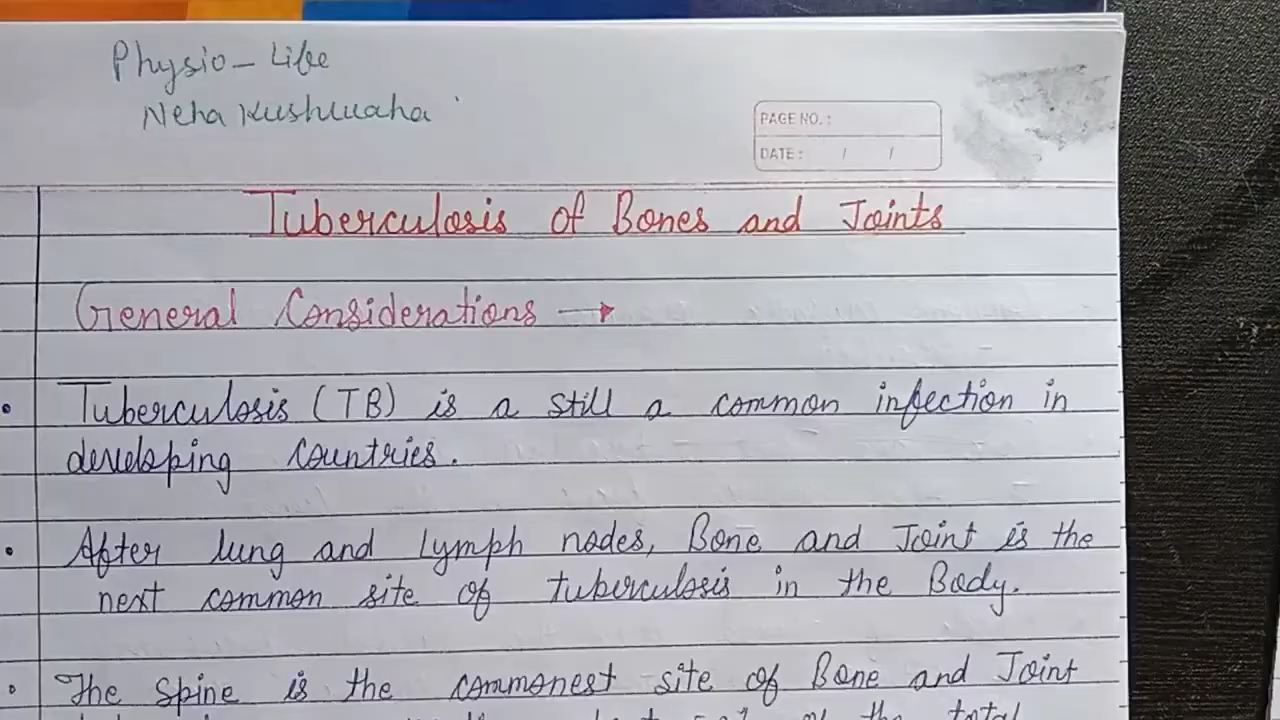 Physio-Life
Neha Kushwaha
PAGE NO. :
DATE : / /
Tuberculosis of Bones and Joints
General Considerations →
• Tuberculosis (TB) is a still a common infection in
developing countries.
• After lung and Lymph nodes, Bone and Joint is the
next common site of tuberculosis in the Body.
• The spine is the commonest site of Bone and Joint
the total